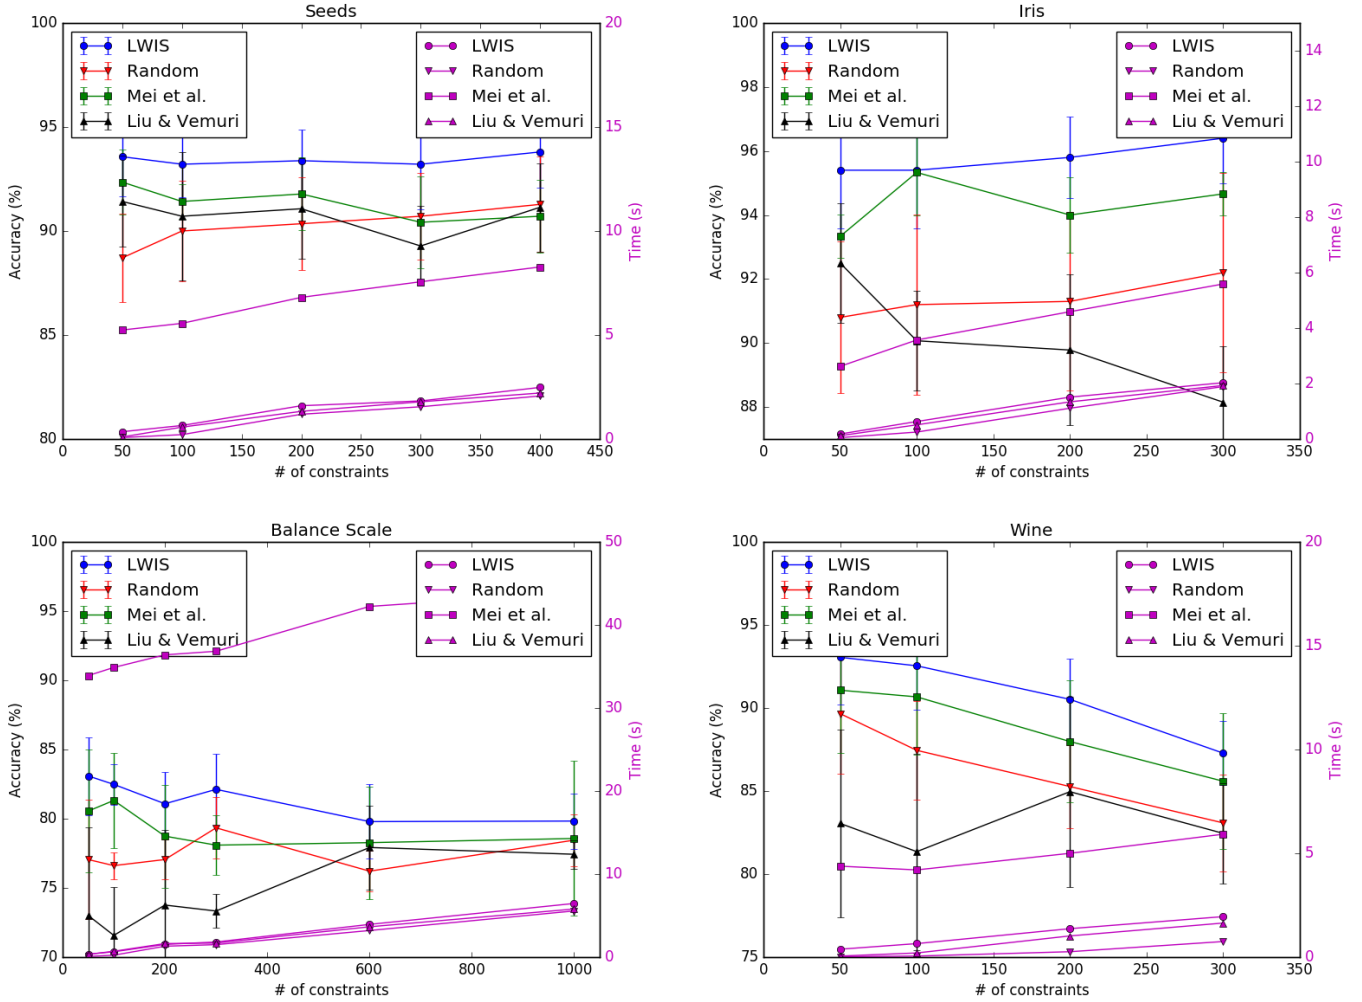 Seeds
100
95
90
85
80
Accuracy (%)
LWIS
Random
Mei et al.
Liu & Vemuri
LWIS
Random
Mei et al.
Liu & Vemuri
20
15
10
5
0
Time (s)
0 50 100 150 200 250 300 350 400 450
# of constraints
Iris
100
98
96
94
92
90
88
Accuracy (%)
LWIS
Random
Mei et al.
Liu & Vemuri
LWIS
Random
Mei et al.
Liu & Vemuri
14
12
10
8
6
4
2
0
Time (s)
0 50 100 150 200 250 300 350
# of constraints
Balance Scale
100
95
90
85
80
75
70
Accuracy (%)
LWIS
Random
Mei et al.
Liu & Vemuri
LWIS
Random
Mei et al.
Liu & Vemuri
50
40
30
20
10
0
Time (s)
0 200 400 600 800 1000
# of constraints
Wine
100
95
90
85
80
75
Accuracy (%)
LWIS
Random
Mei et al.
Liu & Vemuri
LWIS
Random
Mei et al.
Liu & Vemuri
20
15
10
5
0
Time (s)
0 50 100 150 200 250 300 350
# of constraints